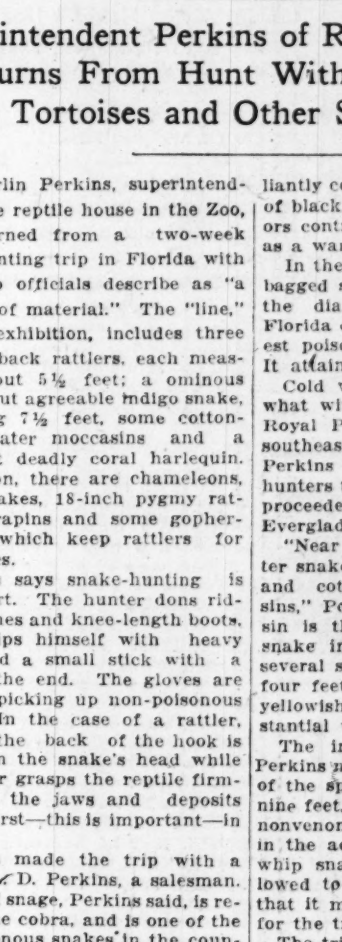 intendent Perkins of R
urns From Hunt With
Tortoises and Other S
lin Perkins, superintend-
e reptile house in the Zoo,
rned from a two-week
nting trip in Florida with
o officials describe as "a
of material." The "line,"
exhibition, includes three
back rattlers, each meas-
out 5½ feet; a ominous
ut agreeable indigo snake,
g 7½ feet, some cotton-
ater moccasins and a
t deadly coral harlequin.
on, there are chameleons,
akes, 18-inch pygmy rat-
rapins and some gopher-
which keep rattlers for
s.
says snake-hunting is
rt. The hunter dons rid-
hes and knee-length boots,
ips himself with heavy
d a small stick with a
the end. The gloves are
picking up non-poisonous
In the case of a rattler,
the back of the hook is
n the snake's head while
r grasps the reptile firm-
the jaws and deposits
rst—this is important—in
made the trip with a
D. Perkins, a salesman.
snage, Perkins said, is re-
e cobra, and is one of the
nous snakes in the coun-
liantly co
of black
ors cont
as a wa
In the
bagged s
the dia
Florida
est poiso
It attain
Cold w
what wi
Royal P
southeas
Perkins
hunters
proceede
Everglad
"Near
ter snak
and cot
sins," Pe
sin is th
snake in
several s
four feet
yellowish
stantial
The in
Perkins
of the sp
nine feet.
nonvenom
in the a
whip sna
lowed to
that it m
for the t